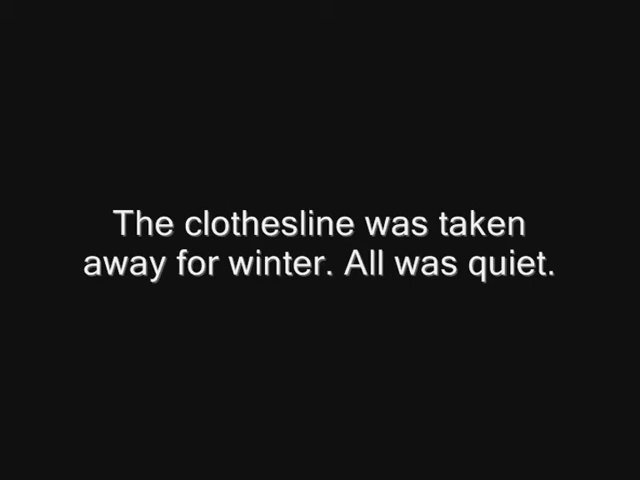 The clothesline was taken
away for winter. All was quiet.